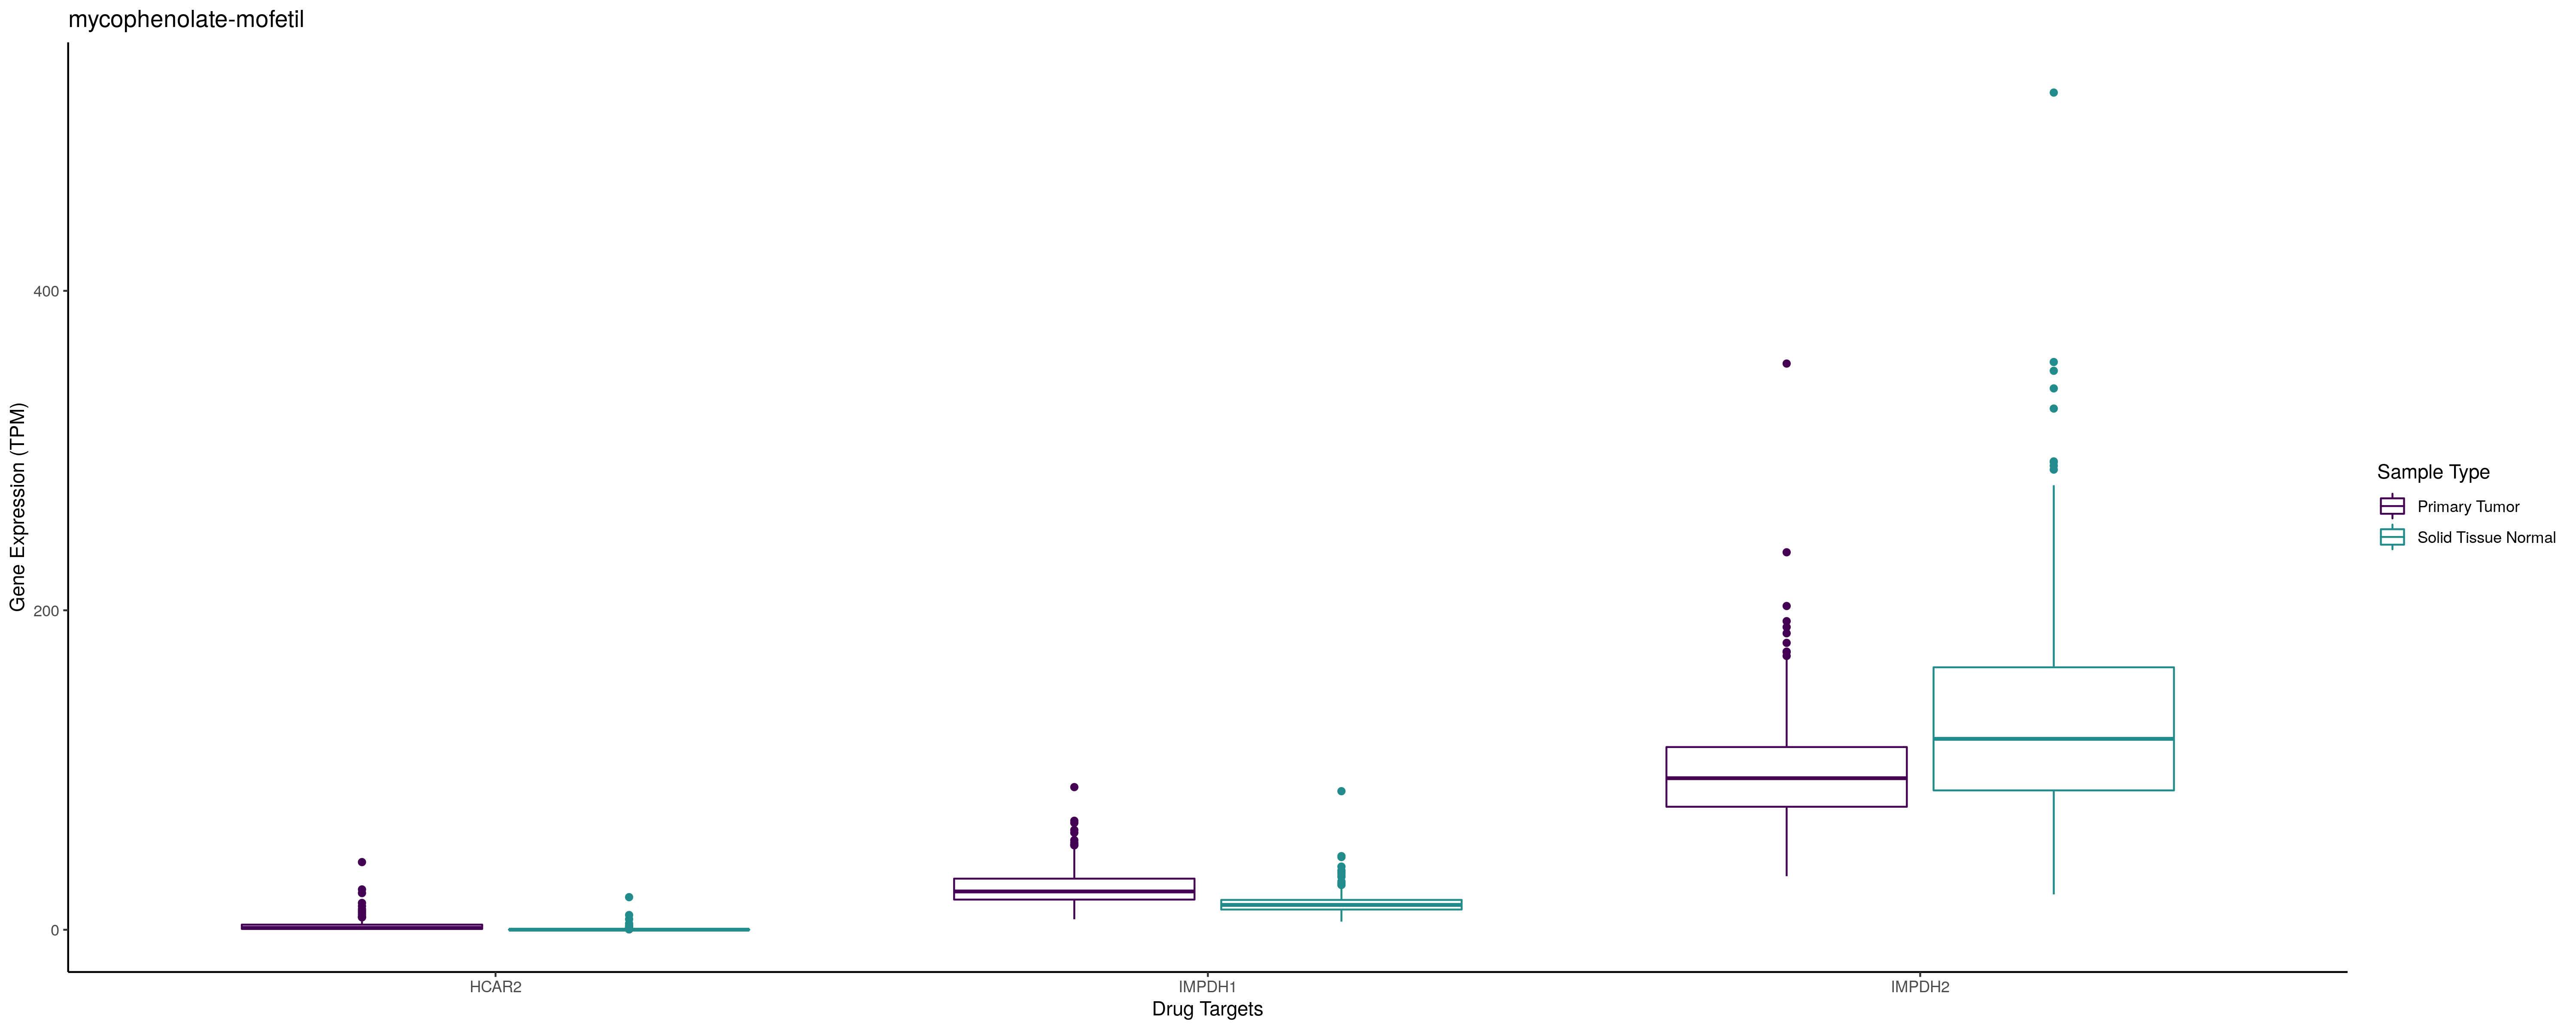 mycophenolate-mofetil
Gene Expression (TPM)
400
200
0
HCAR2
IMPDH1
IMPDH2
Drug Targets
Sample Type
Primary Tumor
Solid Tissue Normal